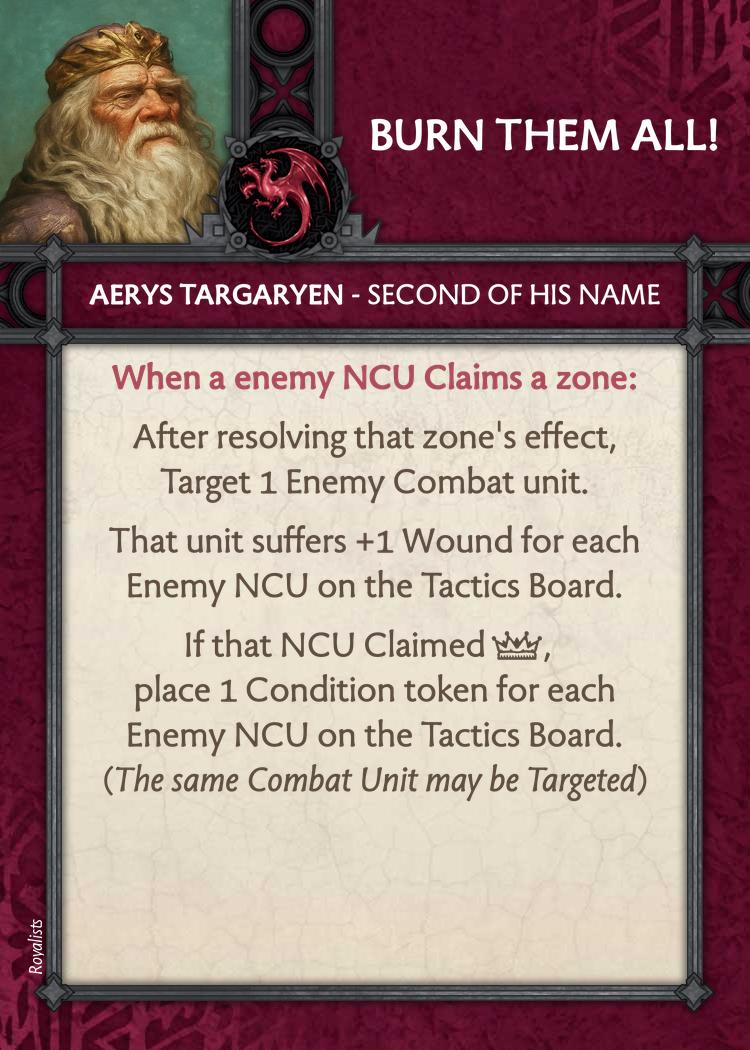 BURN THEM ALL!
AERYS TARGARYEN - SECOND OF HIS NAME
When a enemy NCU Claims a zone:
After resolving that zone's effect,
Target 1 Enemy Combat unit.
That unit suffers +1 Wound for each
Enemy NCU on the Tactics Board.
If that NCU Claimed ,
place 1 Condition token for each
Enemy NCU on the Tactics Board.
(The same Combat Unit may be Targeted)
Royalists